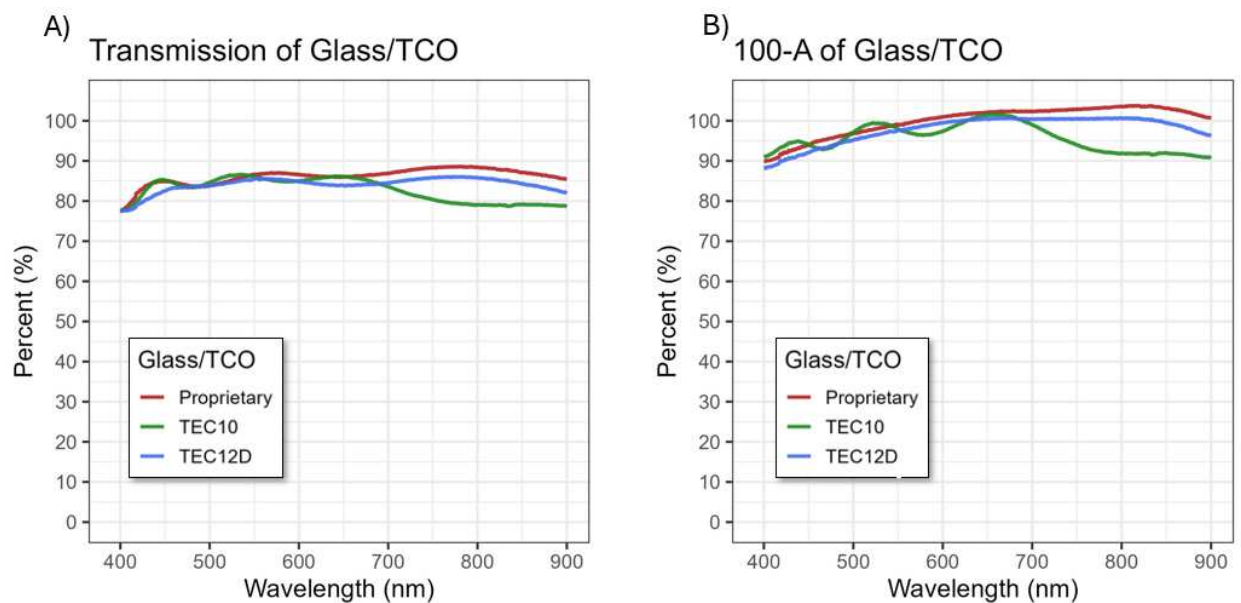 A)
Transmission of Glass/TCO
Percent (%)
100
90
80
70
60
50
40
30
20
10
0
Glass/TCO
Proprietary
TEC10
TEC12D
400 500 600 700 800 900
Wavelength (nm)
B)
100-A of Glass/TCO
Percent (%)
100
90
80
70
60
50
40
30
20
10
0
Glass/TCO
Proprietary
TEC10
TEC12D
400 500 600 700 800 900
Wavelength (nm)